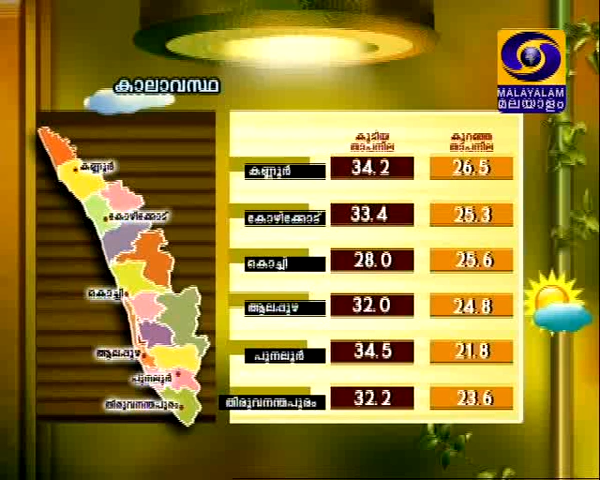 കാലാവസ്ഥ
MALAYALAM
മലയാളം
കൂടിയ താപനില
കുറഞ്ഞ താപനില
കണ്ണൂർ 34.2 26.5
കോഴിക്കോട് 33.4 25.3
കൊച്ചി 28.0 25.6
ആലപ്പുഴ 32.0 24.8
പുനലൂർ 34.5 21.8
തിരുവനന്തപുരം 32.2 23.6
കണ്ണൂർ
കോഴിക്കോട്
കൊച്ചി
ആലപ്പുഴ
പുനലൂർ
തിരുവനന്തപുരം